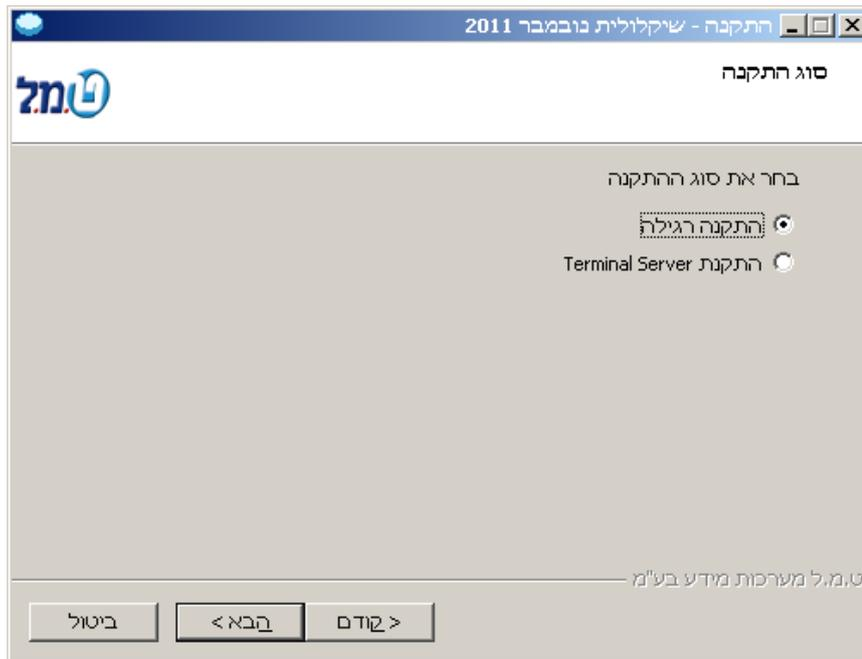 התקנה - שיקלולית נובמבר 2011
סוג התקנה
ט.מ.ל
בחר את סוג ההתקנה
התקנה רגילה
התקנת Terminal Server
ט.מ.ל מערכות מידע בע"מ
< קודם
הבא >
ביטול